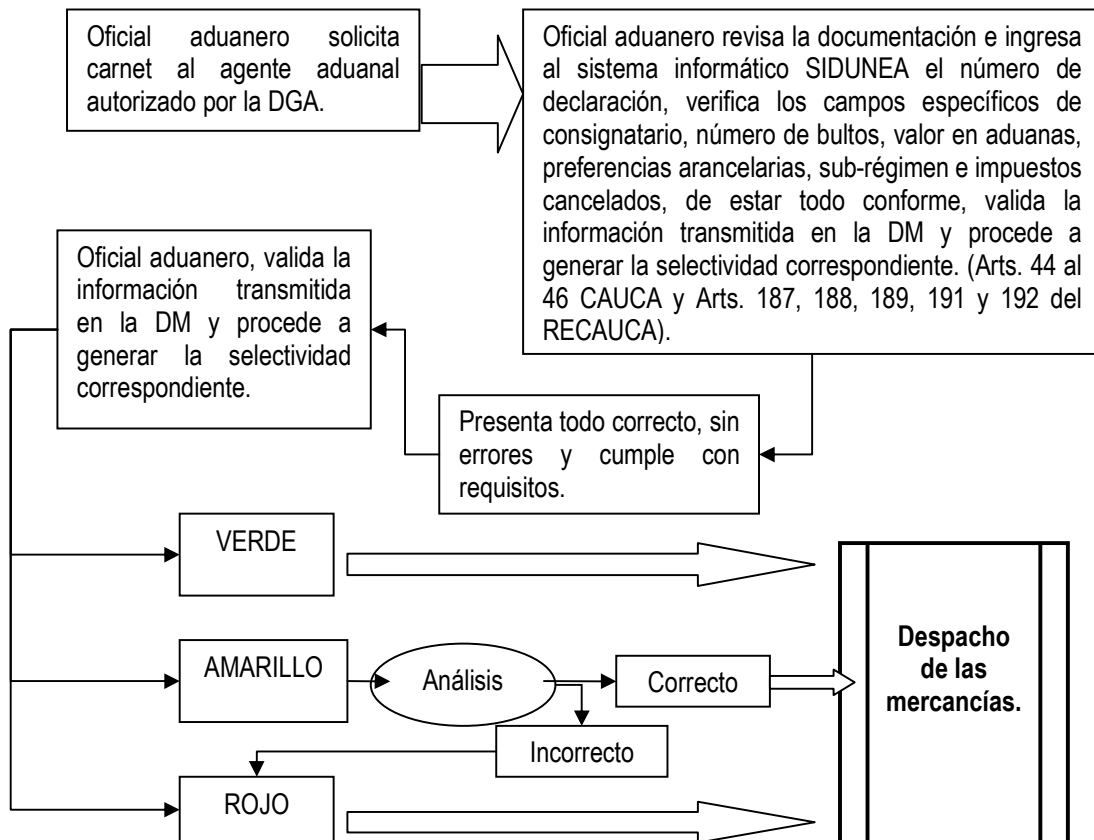 Oficial aduanero solicita
carnet al agente aduanal
autorizado por la DGA.
Oficial aduanero revisa la documentación e ingresa
al sistema informático SIDUNEA el número de
declaración, verifica los campos específicos de
consignatario, número de bultos, valor en aduanas,
preferencias arancelarias, sub-régimen e impuestos
cancelados, de estar todo conforme, valida la
información transmitida en la DM y procede a
generar la selectividad correspondiente. (Arts. 44 al
46 CAUCA y Arts. 187, 188, 189, 191 y 192 del
RECAUCA).
Oficial aduanero, valida la
información transmitida
en la DM y procede a
generar la selectividad
correspondiente.
Presenta todo correcto, sin
errores y cumple con
requisitos.
VERDE
AMARILLO
Análisis
Correcto
Incorrecto
ROJO
Despacho
de las
mercancías.